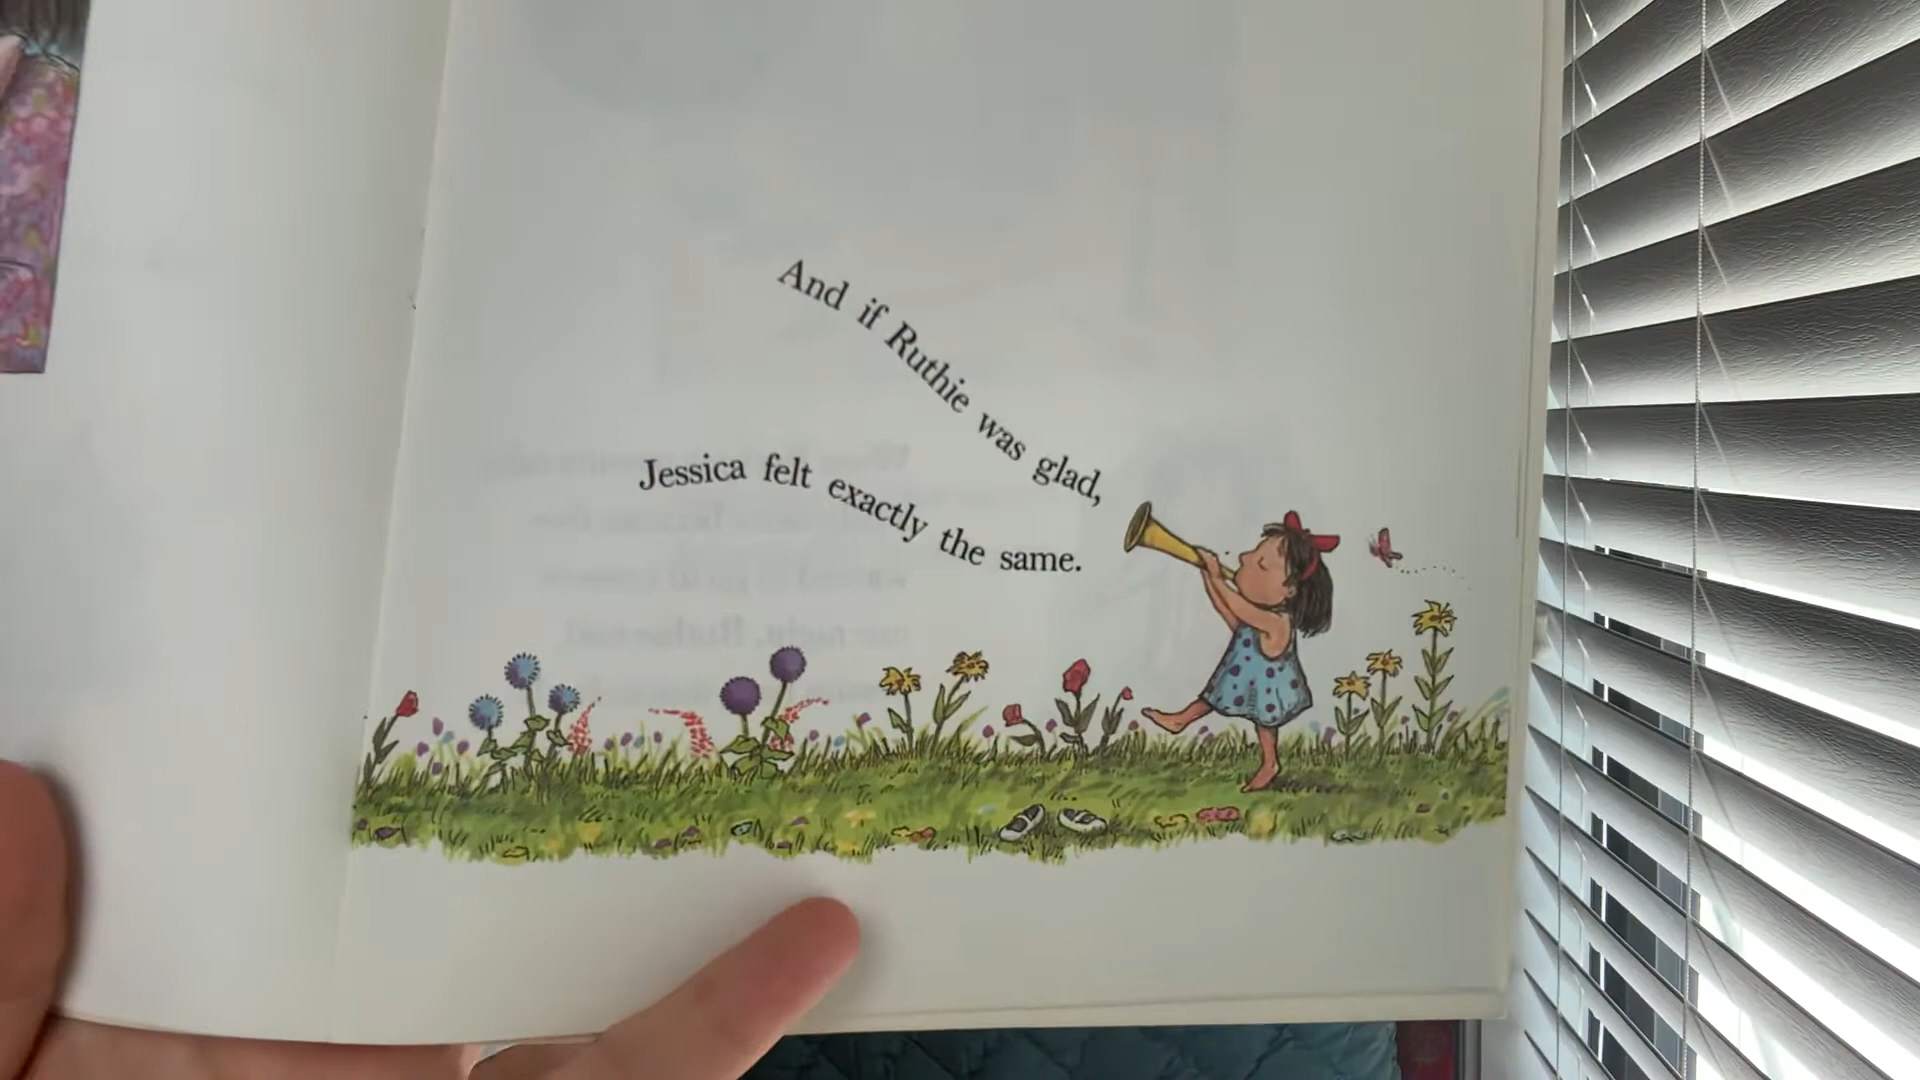 And if Ruthie was glad,
Jessica felt exactly the same.